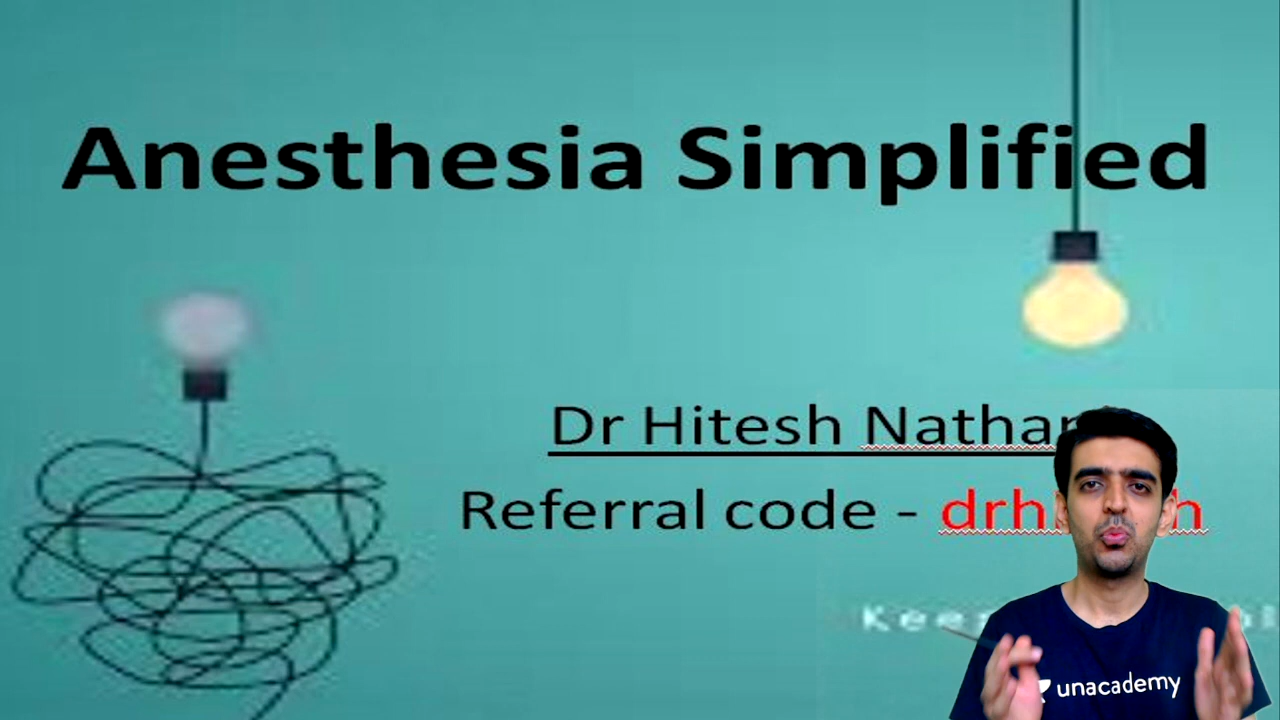 Anesthesia Simplified
Dr Hitesh
Referral code -
unacademy